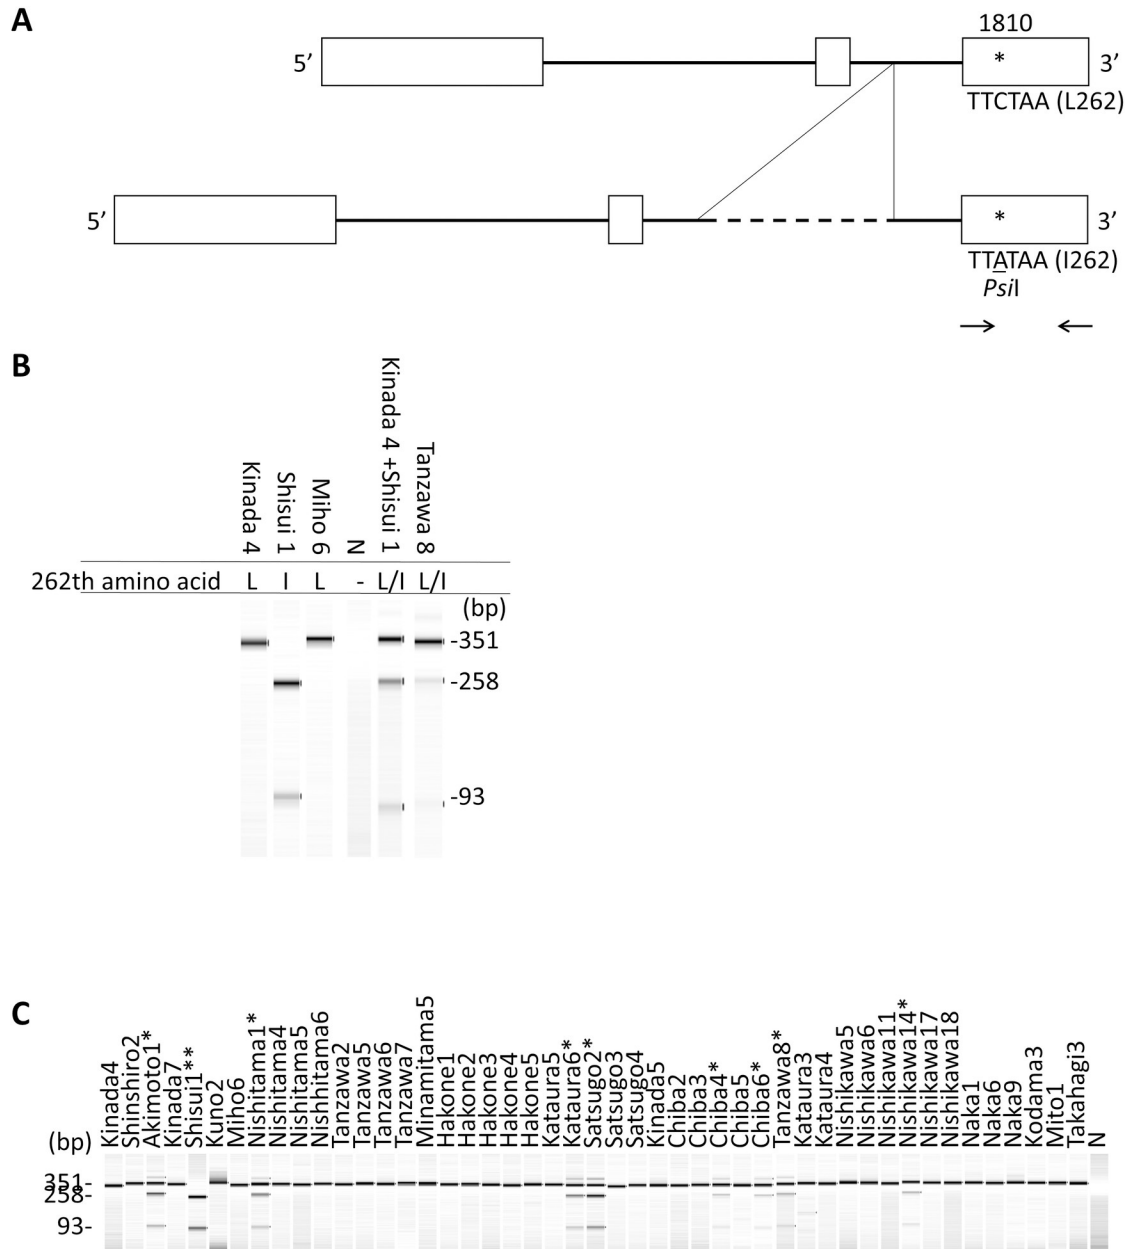 A
1810
5’ * 3’
TTCTAA (L262)
5’ * 3’
TTATAA (I262)
PsiI
B
Kinada 4
Shisui 1
Miho 6
N
Kinada 4 +Shisui 1
Tanzawa 8
262th amino acid L I L - L/I L/I
(bp)
-351
-258
-93
C
Kinada4
Shinshiro2
Akimoto1*
Kinada7
Shisui1**
Kuno2
Miho6
Nishitama1*
Nishitama4
Nishitama5
Nishhitama6
Tanzawa2
Tanzawa5
Tanzawa6
Tanzawa7
Minamitama5
Hakone1
Hakone2
Hakone3
Hakone4
Hakone5
Kataura5
Kataura6*
Satsugo2*
Satsugo3
Satsugo4
Kinada5
Chiba2
Chiba3
Chiba4*
Chiba5
Chiba6*
Tanzawa8*
Kataura3
Kataura4
Nishikawa5
Nishikawa6
Nishikawa11
Nishikawa14*
Nishikawa17
Nishikawa18
Naka1
Naka6
Naka9
Kodama3
Mito1
Takahagi3
N
(bp)
351-
258-
93-